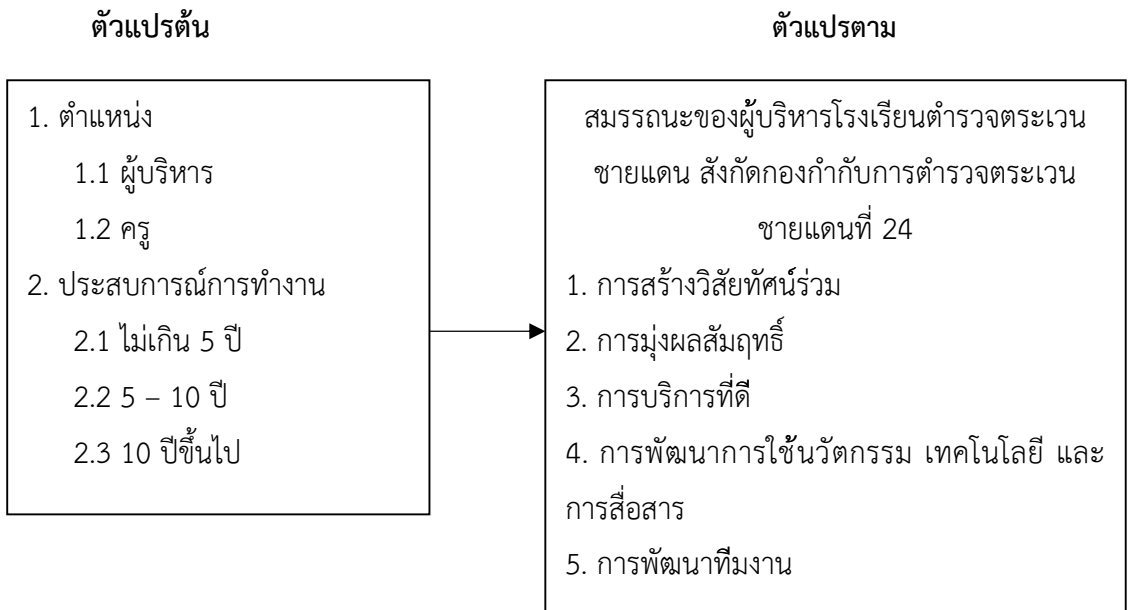 ตัวแปรต้น
ตัวแปรตาม
1. ตำแหน่ง
1.1 ผู้บริหาร
1.2 ครู
2. ประสบการณ์การทำงาน
2.1 ไม่เกิน 5 ปี
2.2 5 – 10 ปี
2.3 10 ปีขึ้นไป
สมรรถนะของผู้บริหารโรงเรียนตำรวจตระเวน
ชายแดน สังกัดกองกำกับการตำรวจตระเวน
ชายแดนที่ 24
1. การสร้างวิสัยทัศน์ร่วม
2. การมุ่งผลสัมฤทธิ์
3. การบริการที่ดี
4. การพัฒนาการใช้นวัตกรรม เทคโนโลยี และ
การสื่อสาร
5. การพัฒนาทีมงาน